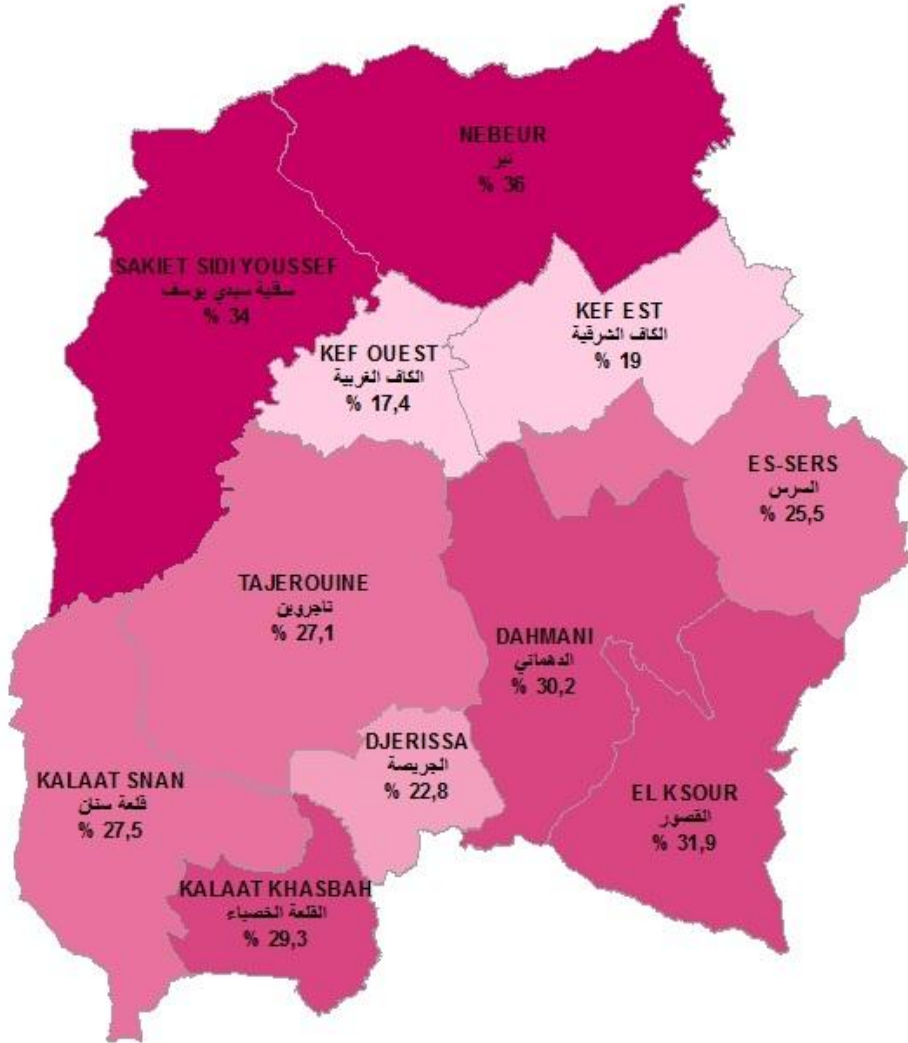 NEBEUR
نبر
% 36
SAKIET SIDI YOUSSEF
سقية سيدي يوسف
% 34
KEF EST
الكاف الشرقية
% 19
KEF OUEST
الكاف الغربية
% 17,4
ES-SERS
السرس
% 25,5
TAJEROUINE
تاجروين
% 27,1
DAHMANI
الدهماني
% 30,2
DJERISSA
الجريصة
% 22,8
KALAAT SNAN
قلعة سنان
% 27,5
EL KSOUR
القصور
% 31,9
KALAAT KHASBAH
القلعة الخصباء
% 29,3